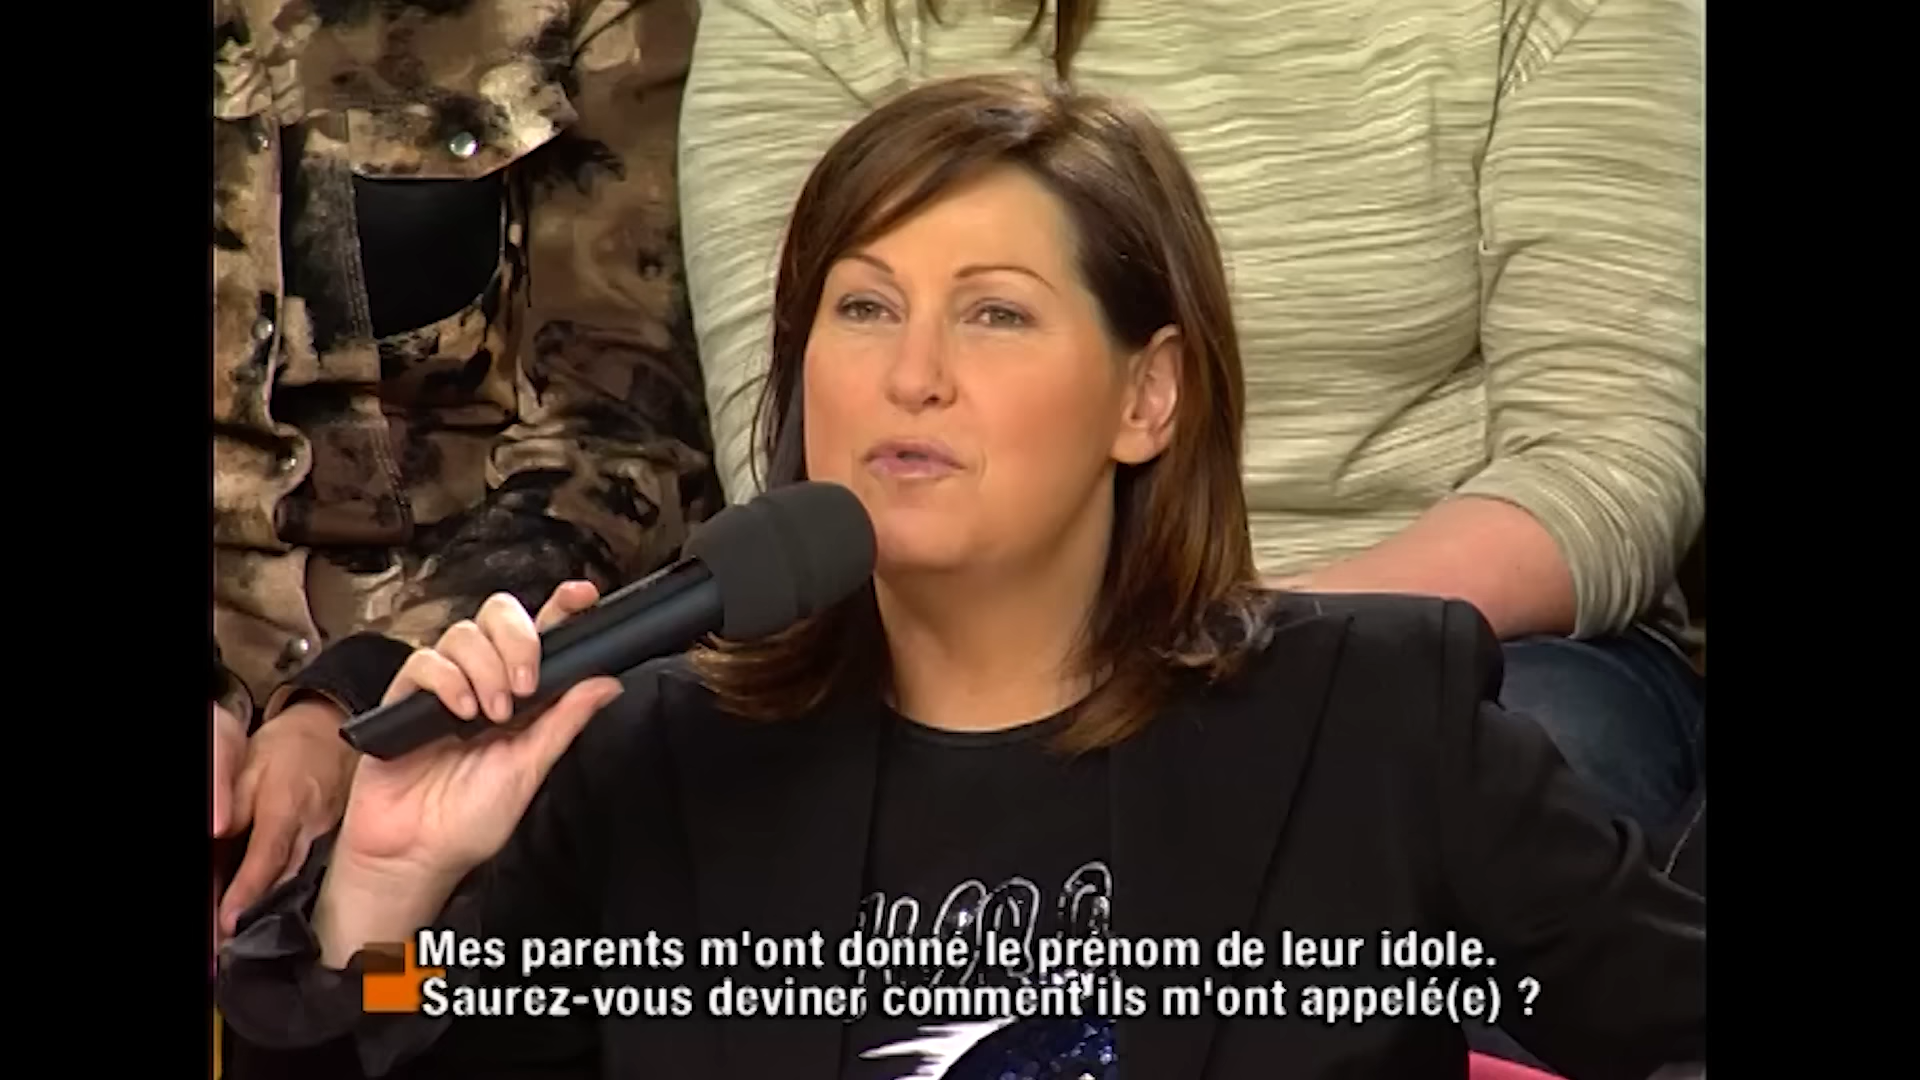 Mes parents m'ont donné le prénom de leur idole.
Saurez-vous deviner comment ils m'ont appelé(e) ?